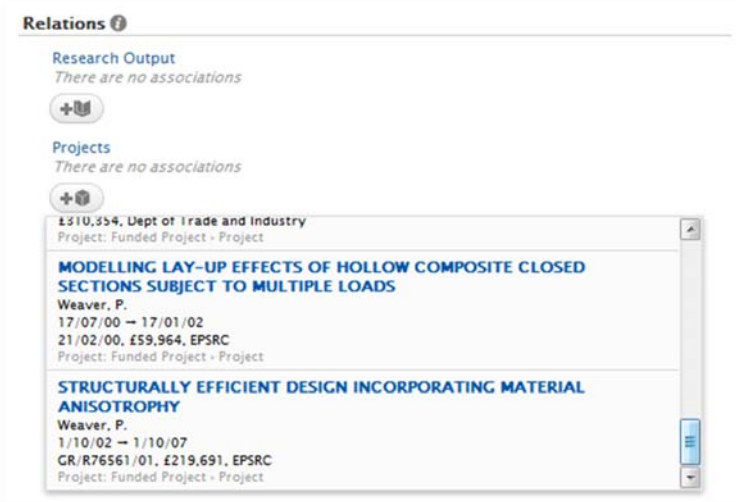 Relations
Research Output
There are no associations
Projects
There are no associations
£310,354, Dept of Trade and Industry
Project: Funded Project › Project
MODELLING LAY-UP EFFECTS OF HOLLOW COMPOSITE CLOSED
SECTIONS SUBJECT TO MULTIPLE LOADS
Weaver, P.
17/07/00 → 17/01/02
21/02/00, £59,964, EPSRC
Project: Funded Project › Project
STRUCTURALLY EFFICIENT DESIGN INCORPORATING MATERIAL
ANISOTROPHY
Weaver, P.
1/10/02 → 1/10/07
GR/R76561/01, £219,691, EPSRC
Project: Funded Project › Project